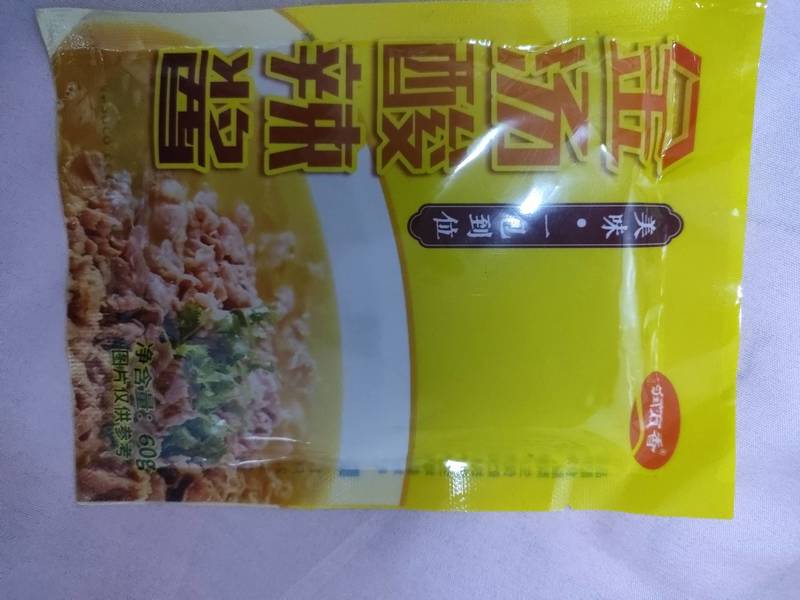 金汤酸辣酱
美味·一包到位
净含量：60g
图片仅供参考